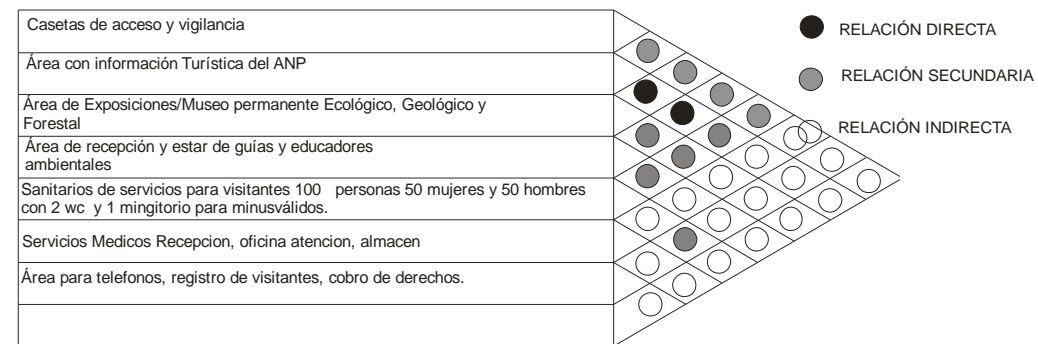 Casetas de acceso y vigilancia
Área con información Turística del ANP
Área de Exposiciones/Museo permanente Ecológico, Geológico y
Forestal
Área de recepción y estar de guías y educadores
ambientales
Sanitarios de servicios para visitantes 100 personas 50 mujeres y 50 hombres
con 2 wc y 1 mingitorio para minusválidos.
Servicios Medicos Recepcion, oficina atencion, almacen
Área para telefonos, registro de visitantes, cobro de derechos.
RELACIÓN DIRECTA
RELACIÓN SECUNDARIA
RELACIÓN INDIRECTA